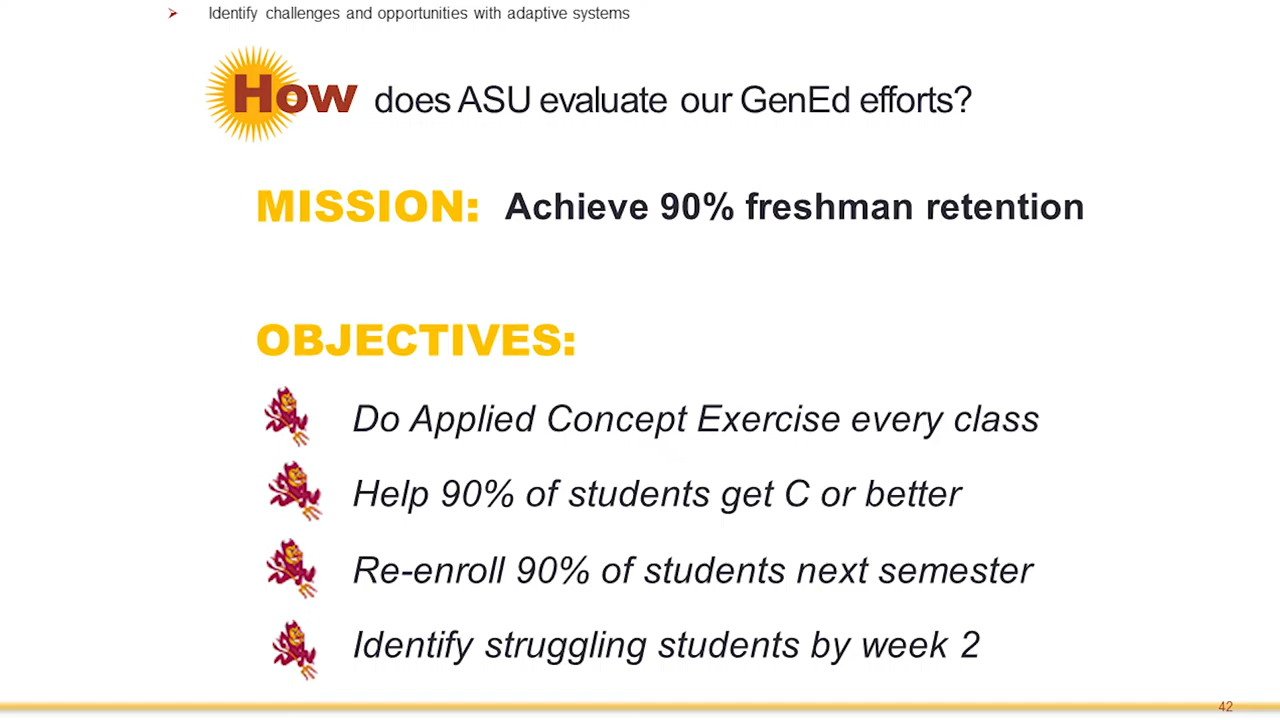 ➢ Identify challenges and opportunities with adaptive systems
How does ASU evaluate our GenEd efforts?
MISSION: Achieve 90% freshman retention
OBJECTIVES:
Do Applied Concept Exercise every class
Help 90% of students get C or better
Re-enroll 90% of students next semester
Identify struggling students by week 2
42